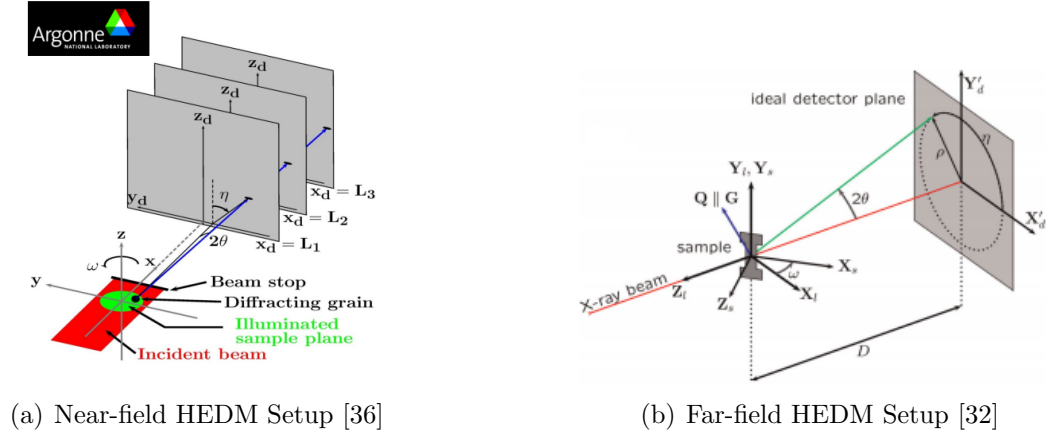 Argonne
NATIONAL LABORATORY
z_d
z_d
z_d
y_d
η
x_d = L_3
x_d = L_2
x_d = L_1
2θ
z
ω
x
y
Beam stop
Diffracting grain
Illuminated
sample plane
Incident beam
(a) Near-field HEDM Setup [36]
Y′_d
ideal detector plane
η
ρ
Y_l, Y_s
Q ∥ G
2θ
X′_d
sample
ω
X_s
X-ray beam
Z_l
Z_s
X_l
D
(b) Far-field HEDM Setup [32]